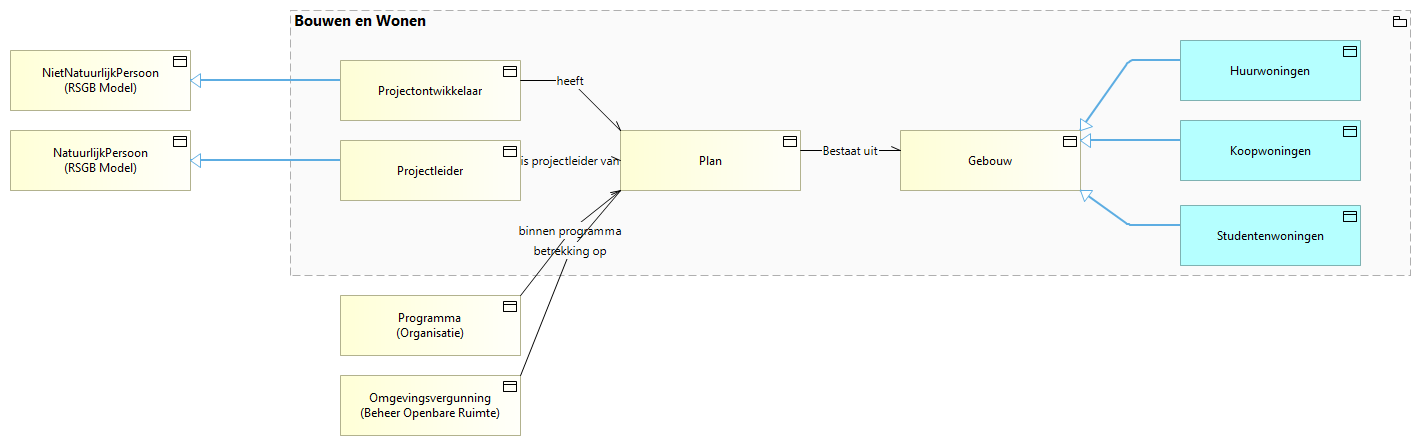 Bouwen en Wonen
NietNatuurlijkPersoon
(RSGB Model)
NatuurlijkPersoon
(RSGB Model)
Projectontwikkelaar
Projectleider
heeft
is projectleider van
Plan
Bestaat uit
Gebouw
Huurwoningen
Koopwoningen
Studentenwoningen
binnen programma
betrekking op
Programma
(Organisatie)
Omgevingsvergunning
(Beheer Openbare Ruimte)